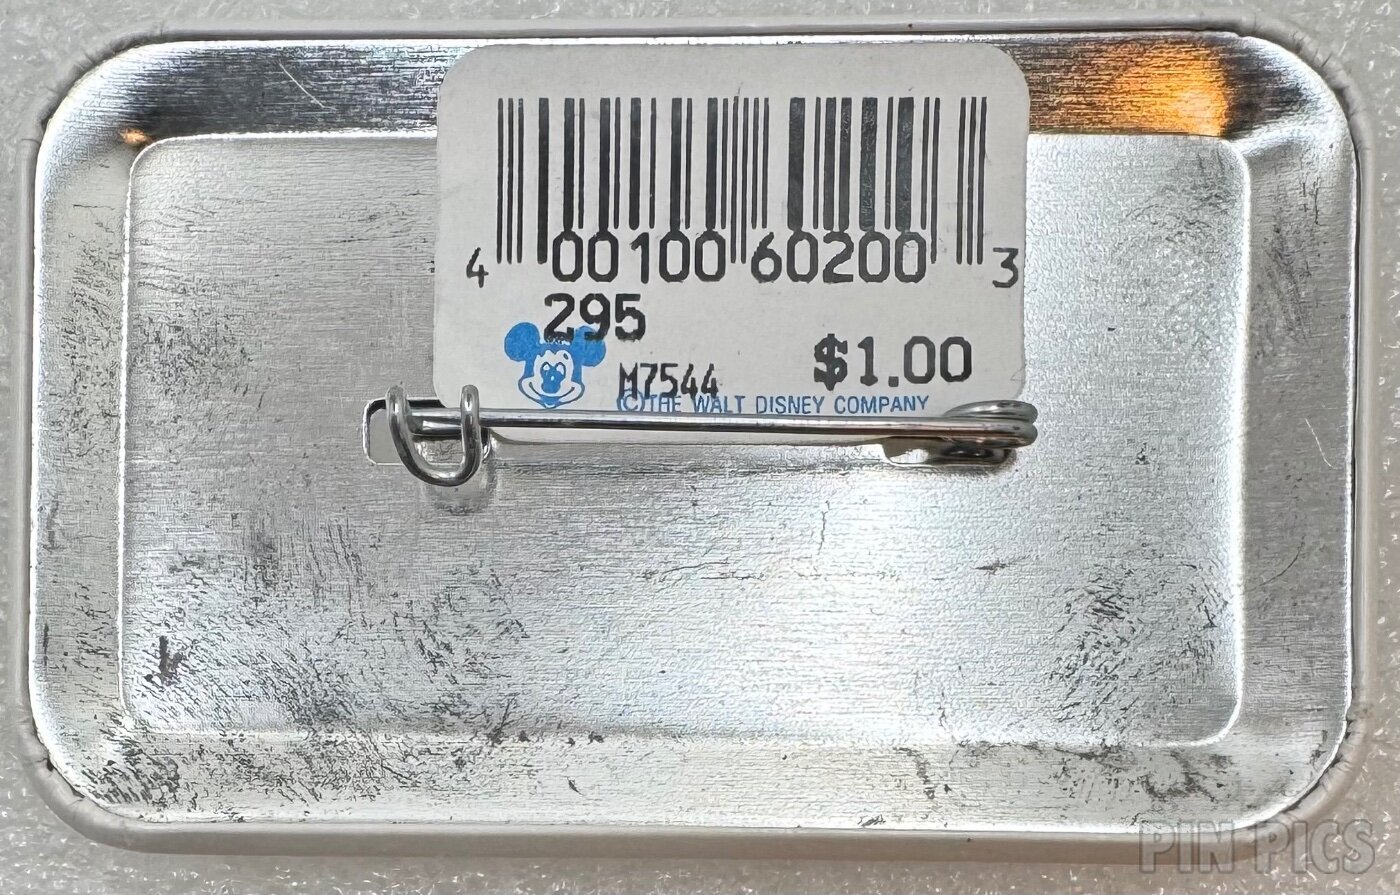 4 00100 60200 3
295
$1.00
M7544
(C)THE WALT DISNEY COMPANY
PIN PICS